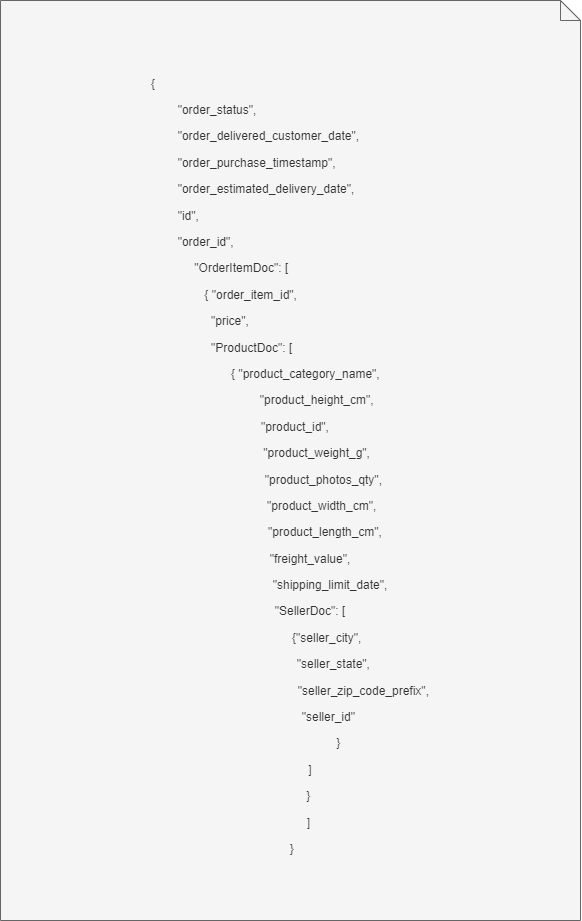 {
"order_status",
"order_delivered_customer_date",
"order_purchase_timestamp",
"order_estimated_delivery_date",
"id",
"order_id",
"OrderItemDoc": [
{ "order_item_id",
"price",
"ProductDoc": [
{ "product_category_name",
"product_height_cm",
"product_id",
"product_weight_g",
"product_photos_qty",
"product_width_cm",
"product_length_cm",
"freight_value",
"shipping_limit_date",
"SellerDoc": [
{"seller_city",
"seller_state",
"seller_zip_code_prefix",
"seller_id"
}
]
}
]
}